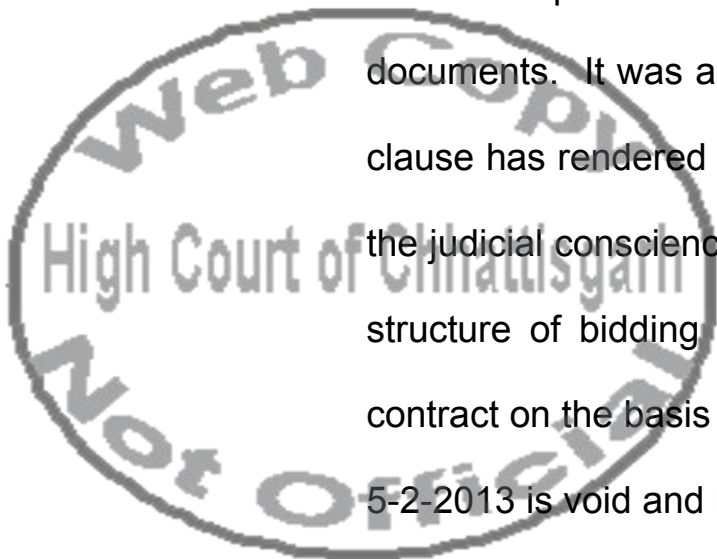 Web Copy
documents. It was a
clause has rendered
High Court of Chhattisgarh
the judicial conscienc
structure of bidding
contract on the basis
Not Official
5-2-2013 is void and